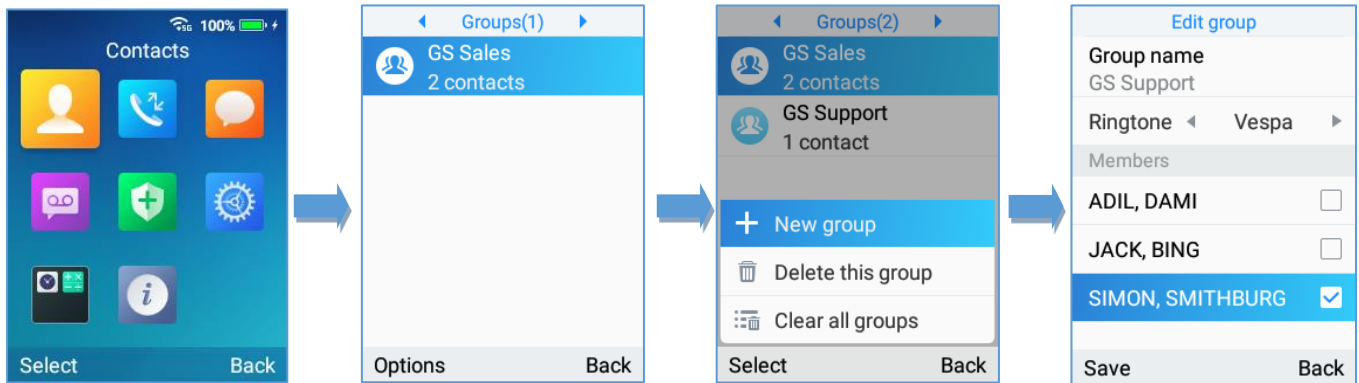 5G 100%
Contacts
Select Back
Groups(1)
GS Sales
2 contacts
Options Back
Groups(2)
GS Sales
2 contacts
GS Support
1 contact
New group
Delete this group
Clear all groups
Select Back
Edit group
Group name
GS Support
Ringtone Vespa
Members
ADIL, DAMI
JACK, BING
SIMON, SMITHBURG
Save Back